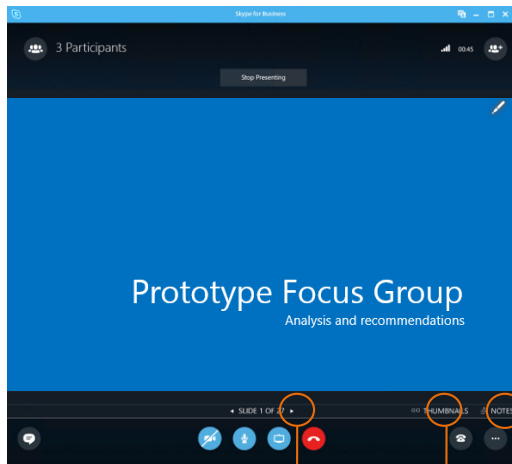 Skype for Business
3 Participants
00:45
Stop Presenting
Prototype Focus Group
Analysis and recommendations
SLIDE 1 OF 27
THUMBNAILS
NOTES